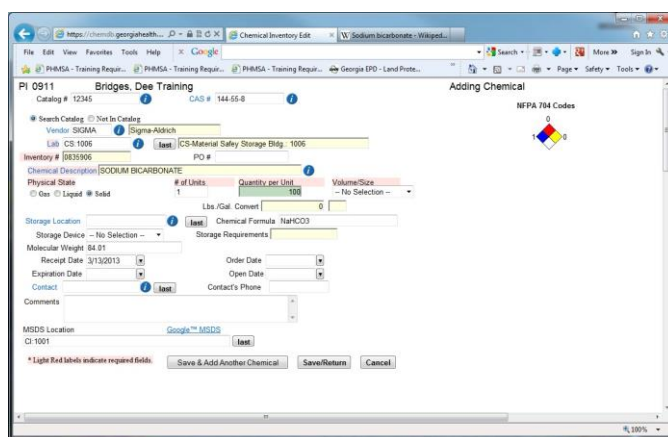 https://chemdb.georgiahealth....
Chemical Inventory Edit
Sodium bicarbonate - Wikiped...
File Edit View Favorites Tools Help x Google Search More >> Sign In
PHMSA - Training Requir... PHMSA - Training Requir... PHMSA - Training Requir... Georgia EPD - Land Prote... Page Safety Tools
PI 0911 Bridges, Dee Training Adding Chemical
Catalog # 12345 CAS # 144-55-8
NFPA 704 Codes
0
1 0
Search Catalog Not In Catalog
Vendor SIGMA Sigma-Aldrich
Lab CS:1006 last CS-Material Safey Storage Bldg.: 1006
Inventory # 0835906 PO #
Chemical Description SODIUM BICARBONATE
Physical State # of Units Quantity per Unit Volume/Size
Gas Liquid Solid 1 100 -- No Selection --
Lbs./Gal. Convert 0
Storage Location last Chemical Formula NaHCO3
Storage Device -- No Selection -- Storage Requirements
Molecular Weight 84.01
Receipt Date 3/13/2013 Order Date
Expiration Date Open Date
Contact last Contact's Phone
Comments
MSDS Location Google™ MSDS
CI:1001 last
* Light Red labels indicate required fields. Save & Add Another Chemical Save/Return Cancel
100%